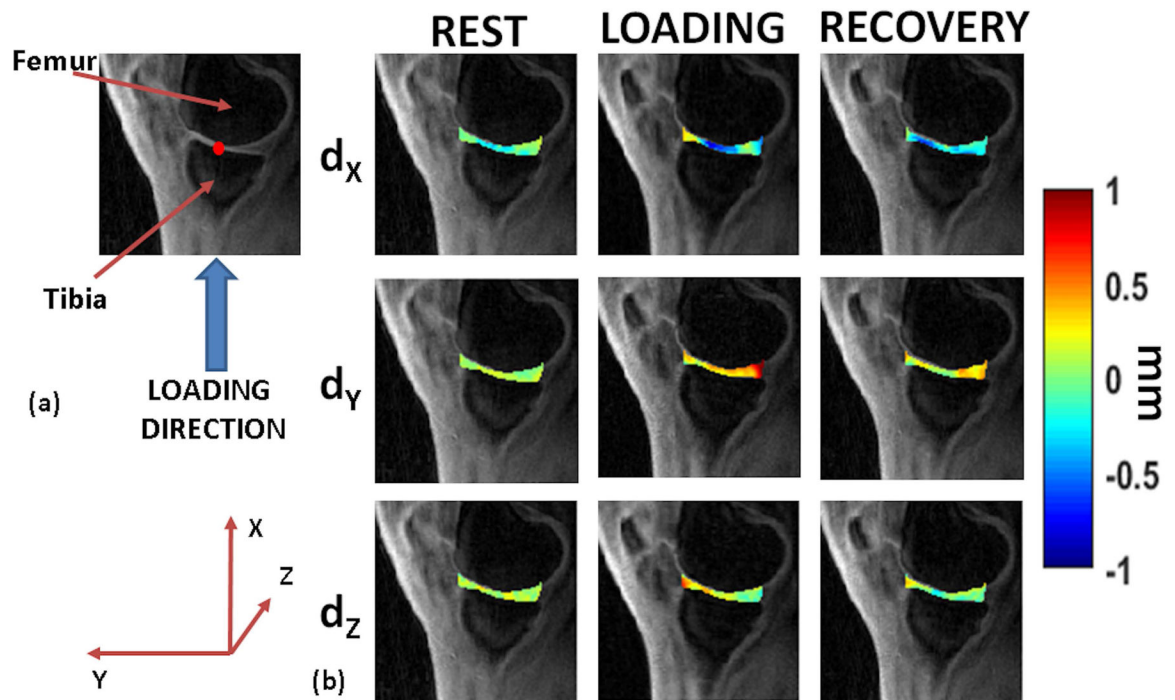 REST LOADING RECOVERY
Femur
Tibia
LOADING
DIRECTION
(a)
X
Z
Y
(b)
dX
dY
dZ
1
0.5
0
-0.5
-1
mm